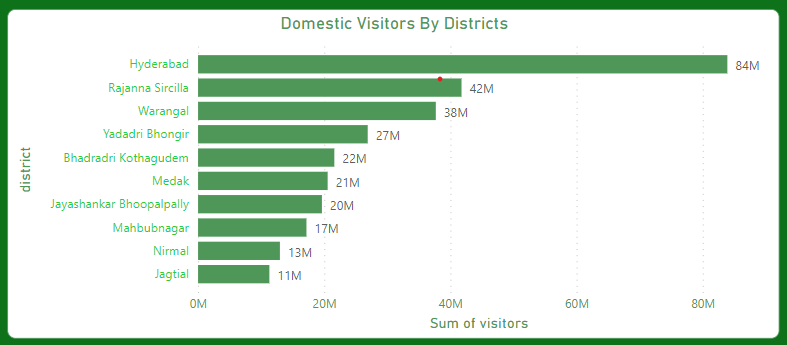 Domestic Visitors By Districts
district
Hyderabad 84M
Rajanna Sircilla 42M
Warangal 38M
Yadadri Bhongir 27M
Bhadradri Kothagudem 22M
Medak 21M
Jayashankar Bhoopalpally 20M
Mahbubnagar 17M
Nirmal 13M
Jagtial 11M
0M 20M 40M 60M 80M
Sum of visitors